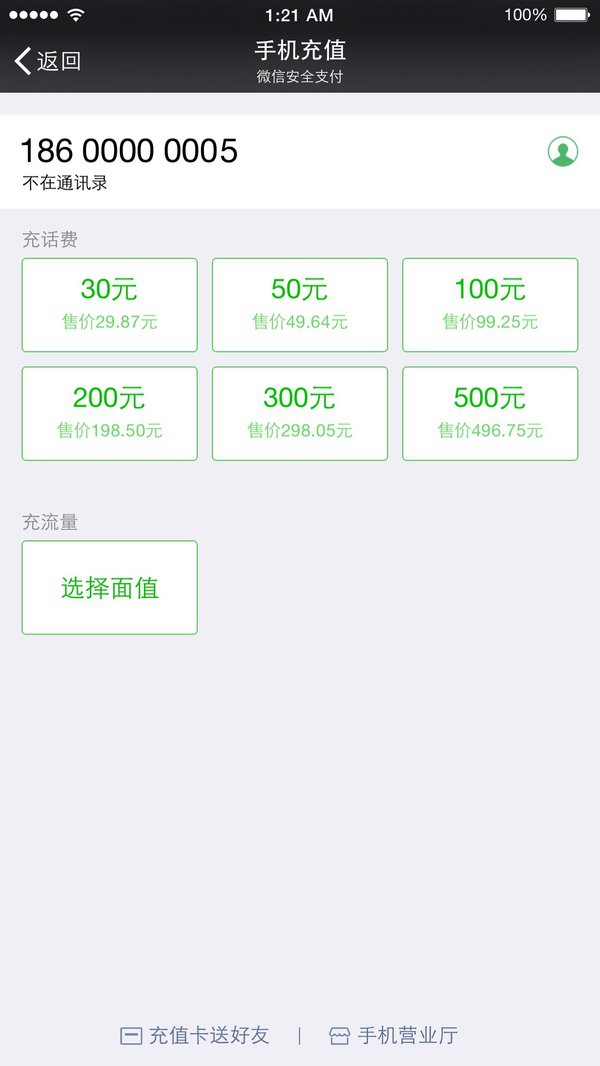 1:21 AM
100%
返回
手机充值
微信安全支付
186 0000 0005
不在通讯录
充话费
30元
售价29.87元
50元
售价49.64元
100元
售价99.25元
200元
售价198.50元
300元
售价298.05元
500元
售价496.75元
充流量
选择面值
充值卡送好友
手机营业厅